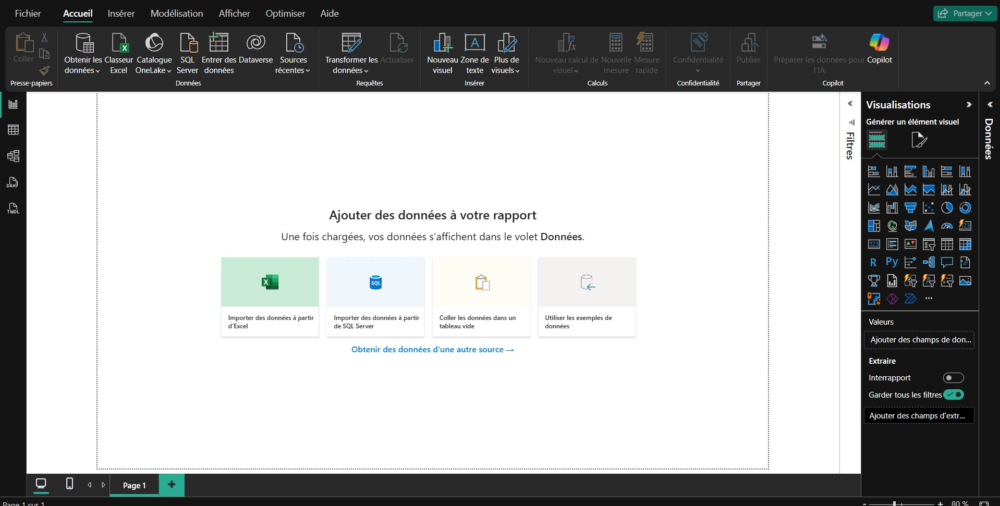 Fichier Accueil Insérer Modélisation Afficher Optimiser Aide
Partager
Coller
Obtenir les
données
Classeur
Excel
Catalogue
OneLake
SQL
Server
Entrer des
données
Dataverse
Sources
récentes
Transformer les
données
Actualiser
Nouveau
visuel
Zone de
texte
Plus de
visuels
Nouveau calcul de
visuel
Nouvelle
mesure
Mesure
rapide
Confidentialité
Publier
Préparer les données pour
l'IA
Copilot
Presse-papiers
Données
Requêtes
Insérer
Calculs
Confidentialité
Partager
Copilot
DAX
TMDL
Ajouter des données à votre rapport
Une fois chargées, vos données s’affichent dans le volet Données.
X
SQL
Importer des données à partir
d’Excel
Importer des données à partir
de SQL Server
Coller les données dans un
tableau vide
Utiliser les exemples de
données
Obtenir des données d’une autre source →
Filtres
Visualisations
Générer un élément visuel
123
123
R Py
Valeurs
Ajouter des champs de don...
Extraire
Interrapport
Garder tous les filtres
Ajouter des champs d'extr...
Données
Page 1
Page 1 sur 1
- + 80 %